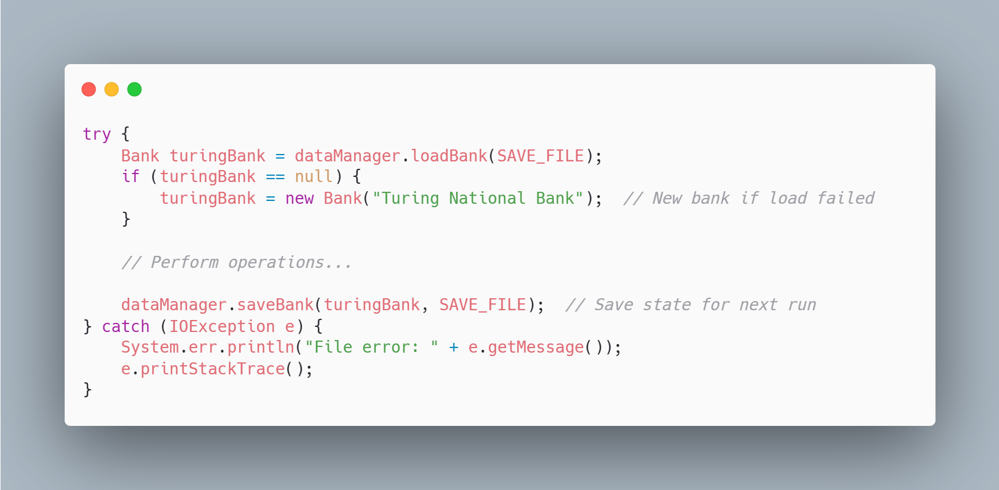 try {
    Bank turingBank = dataManager.loadBank(SAVE_FILE);
    if (turingBank == null) {
        turingBank = new Bank("Turing National Bank");  // New bank if load failed
    }

    // Perform operations...

    dataManager.saveBank(turingBank, SAVE_FILE);  // Save state for next run
} catch (IOException e) {
    System.err.println("File error: " + e.getMessage());
    e.printStackTrace();
}